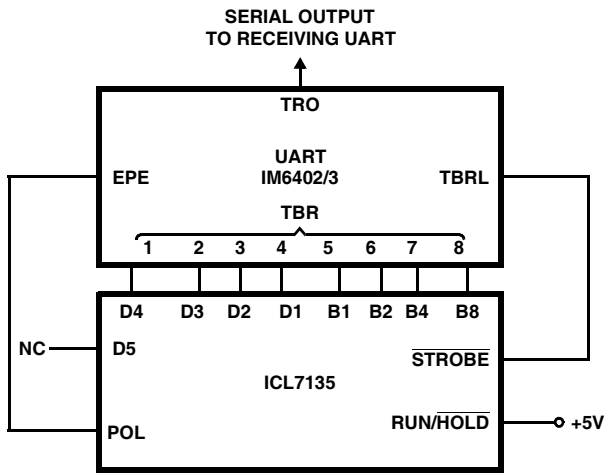 SERIAL OUTPUT
TO RECEIVING UART
TRO
UART
IM6402/3
EPE
TBRL
TBR
1 2 3 4 5 6 7 8
D4 D3 D2 D1 B1 B2 B4 B8
NC
D5
STROBE
ICL7135
RUN/HOLD
+5V
POL